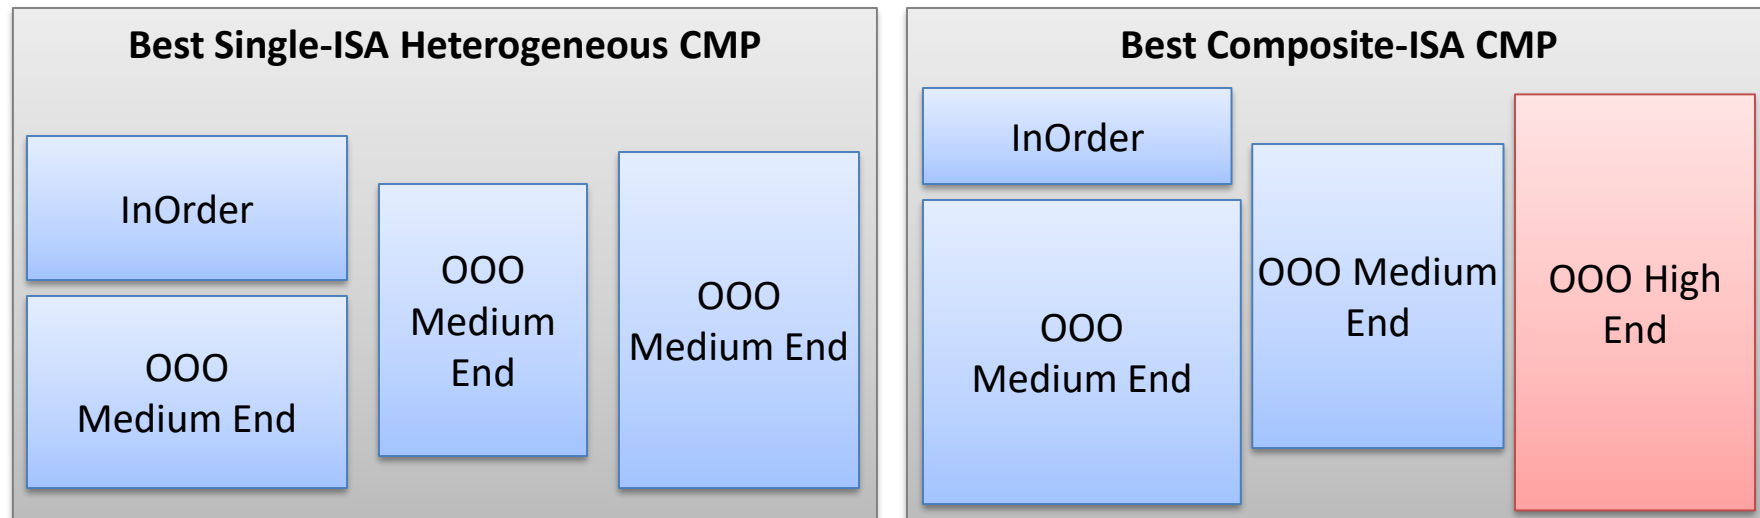 Best Single-ISA Heterogeneous CMP
InOrder
OOO
Medium End
OOO
Medium
End
OOO
Medium End
Best Composite-ISA CMP
InOrder
OOO
Medium End
OOO Medium
End
OOO High
End